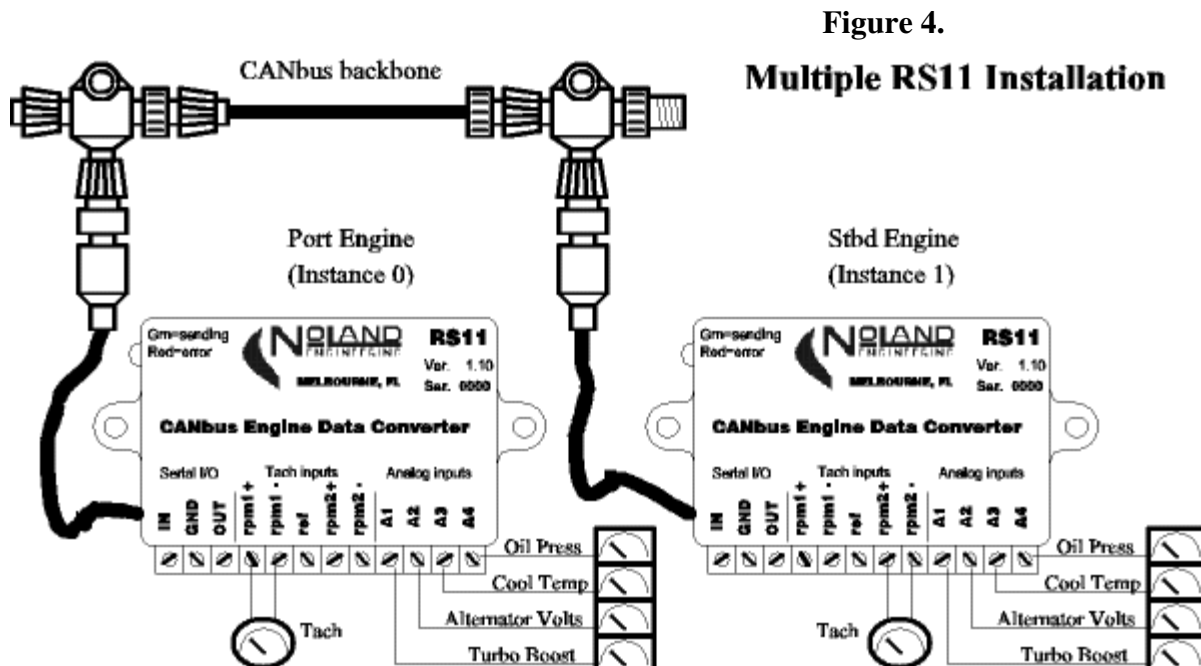 Figure 4.
CANbus backbone
Multiple RS11 Installation
Port Engine
(Instance 0)
Stbd Engine
(Instance 1)
Grn=sending
Red=error
NOLAND
ENGINEERING
MELBOURNE, FL
RS11
Ver. 1.10
Ser. 0000
CANbus Engine Data Converter
Serial I/O
Tach inputs
Analog inputs
IN
GND
OUT
rpm1+
rpm1-
ref
rpm2+
rpm2-
A1
A2
A3
A4
Oil Press
Cool Temp
Alternator Volts
Turbo Boost
Tach
Grn=sending
Red=error
NOLAND
ENGINEERING
MELBOURNE, FL
RS11
Ver. 1.10
Ser. 0000
CANbus Engine Data Converter
Serial I/O
Tach inputs
Analog inputs
IN
GND
OUT
rpm1+
rpm1-
ref
rpm2+
rpm2-
A1
A2
A3
A4
Oil Press
Cool Temp
Alternator Volts
Turbo Boost
Tach